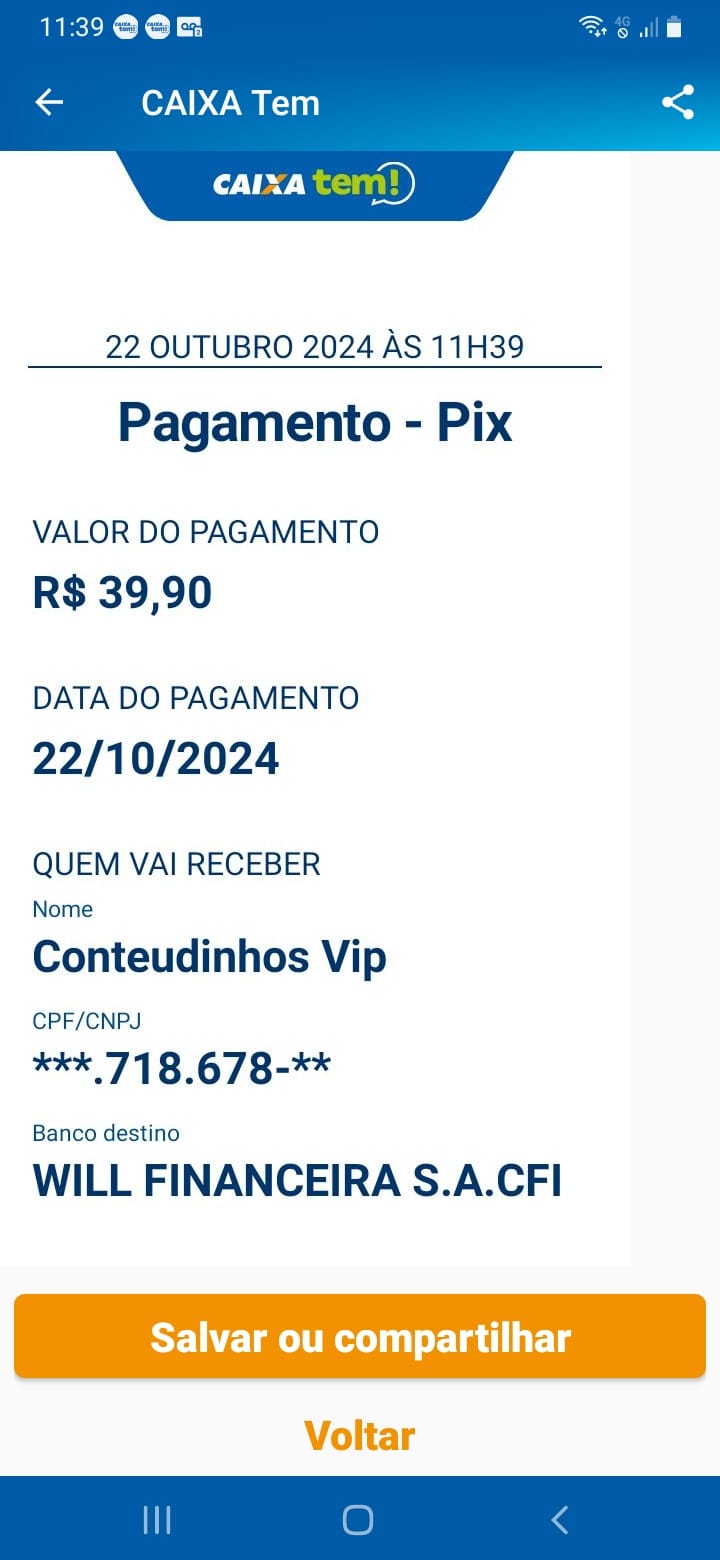 11:39
4G
CAIXA Tem
CAIXA tem!
22 OUTUBRO 2024 ÀS 11H39
Pagamento - Pix
VALOR DO PAGAMENTO
R$ 39,90
DATA DO PAGAMENTO
22/10/2024
QUEM VAI RECEBER
Nome
Conteudinhos Vip
CPF/CNPJ
***.718.678-**
Banco destino
WILL FINANCEIRA S.A.CFI
Salvar ou compartilhar
Voltar